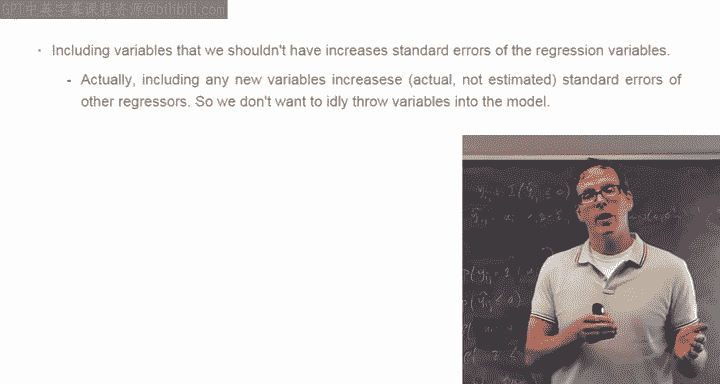 GPT中英字幕课程资源@bilibili.com
Including variables that we shouldn't have increases standard errors of the regression variables.
- Actually, including any new variables increasese (actual, not estimated) standard errors of
other regressors. So we don't want to idly throw variables into the model.